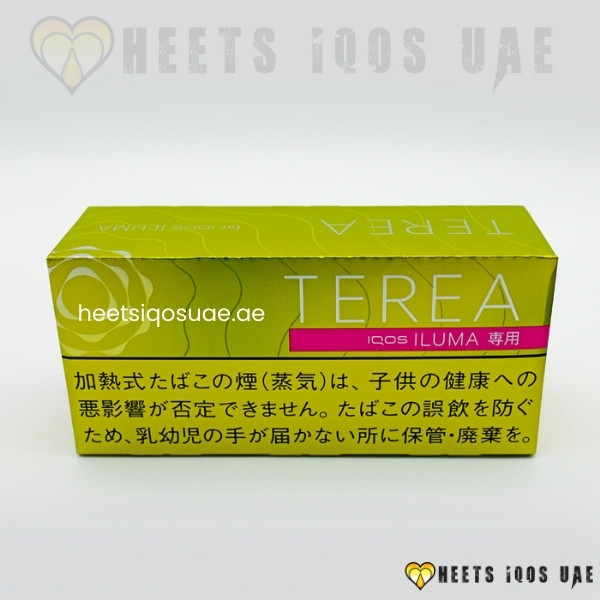 HEETS iQOS UAE
for IQOS ILUMA
TEREA
TEREA
heetsiqosuae.ae
IQOS ILUMA 専用
加熱式たばこの煙(蒸気)は、子供の健康への
悪影響が否定できません。たばこの誤飲を防ぐ
ため、乳幼児の手が届かない所に保管・廃棄を。
HEETS iQOS UAE